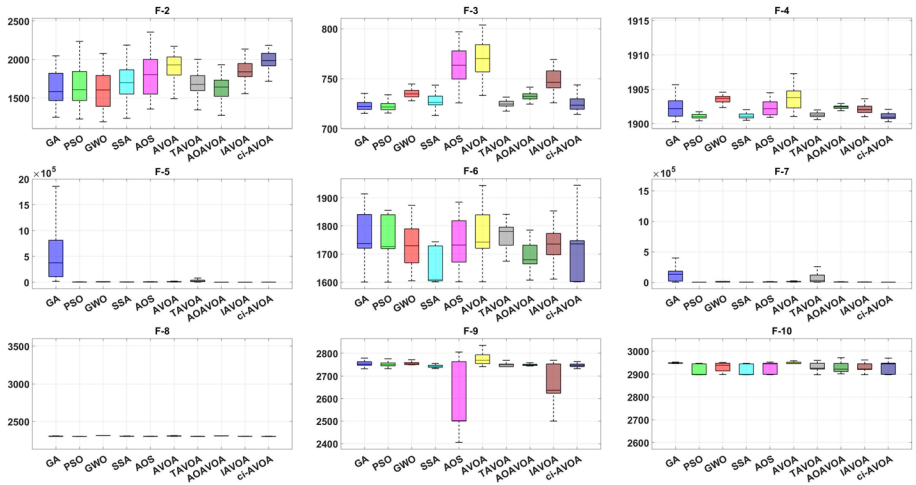 F-2
2500
2000
1500
GA PSO GWO SSA AOS AVOA TAVOA AOAVOA IAVOA ci-AVOA
F-3
800
750
700
GA PSO GWO SSA AOS AVOA TAVOA AOAVOA IAVOA ci-AVOA
F-4
1915
1910
1905
1900
GA PSO GWO SSA AOS AVOA TAVOA AOAVOA IAVOA ci-AVOA
F-5
×10⁵
20
15
10
5
0
GA PSO GWO SSA AOS AVOA TAVOA AOAVOA IAVOA ci-AVOA
F-6
1900
1800
1700
1600
GA PSO GWO SSA AOS AVOA TAVOA AOAVOA IAVOA ci-AVOA
F-7
×10⁵
15
10
5
0
GA PSO GWO SSA AOS AVOA TAVOA AOAVOA IAVOA ci-AVOA
F-8
3500
3000
2500
GA PSO GWO SSA AOS AVOA TAVOA AOAVOA IAVOA ci-AVOA
F-9
2800
2700
2600
2500
2400
GA PSO GWO SSA AOS AVOA TAVOA AOAVOA IAVOA ci-AVOA
F-10
3000
2900
2800
2700
2600
GA PSO GWO SSA AOS AVOA TAVOA AOAVOA IAVOA ci-AVOA